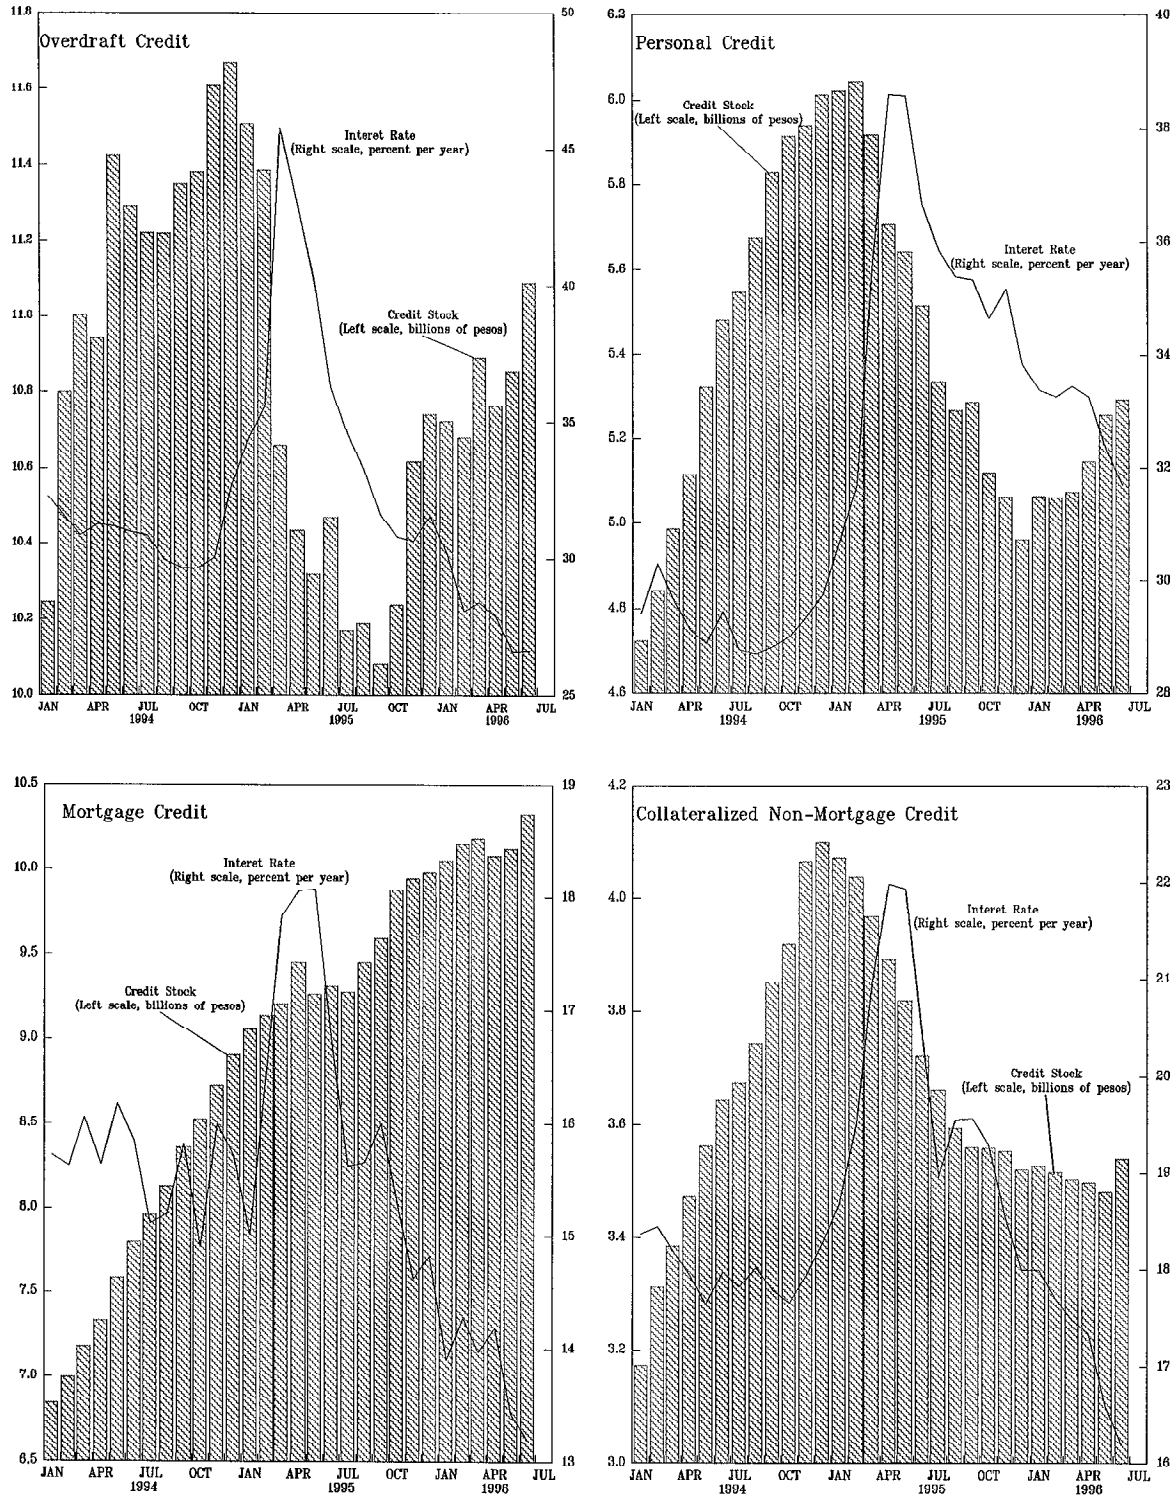 Overdraft Credit
11.8
11.6
11.4
11.2
11.0
10.8
10.6
10.4
10.2
10.0
50
45
40
35
30
25
Interet Rate
(Right scale, percent per year)
Credit Stock
(Left scale, billions of pesos)
JAN APR JUL OCT JAN APR JUL OCT JAN APR JUL
1994 1995 1996
Personal Credit
6.2
6.0
5.8
5.6
5.4
5.2
5.0
4.8
4.6
40
38
36
34
32
30
28
Credit Stock
(Left scale, billions of pesos)
Interet Rate
(Right scale, percent per year)
JAN APR JUL OCT JAN APR JUL OCT JAN APR JUL
1994 1995 1996
Mortgage Credit
10.5
10.0
9.5
9.0
8.5
8.0
7.5
7.0
6.5
19
18
17
16
15
14
13
Interet Rate
(Right scale, percent per year)
Credit Stock
(Left scale, billions of pesos)
JAN APR JUL OCT JAN APR JUL OCT JAN APR JUL
1994 1995 1996
Collateralized Non-Mortgage Credit
4.2
4.0
3.8
3.6
3.4
3.2
3.0
23
22
21
20
19
18
17
16
Interet Rate
(Right scale, percent per year)
Credit Stock
(Left scale, billions of pesos)
JAN APR JUL OCT JAN APR JUL OCT JAN APR JUL
1994 1995 1996